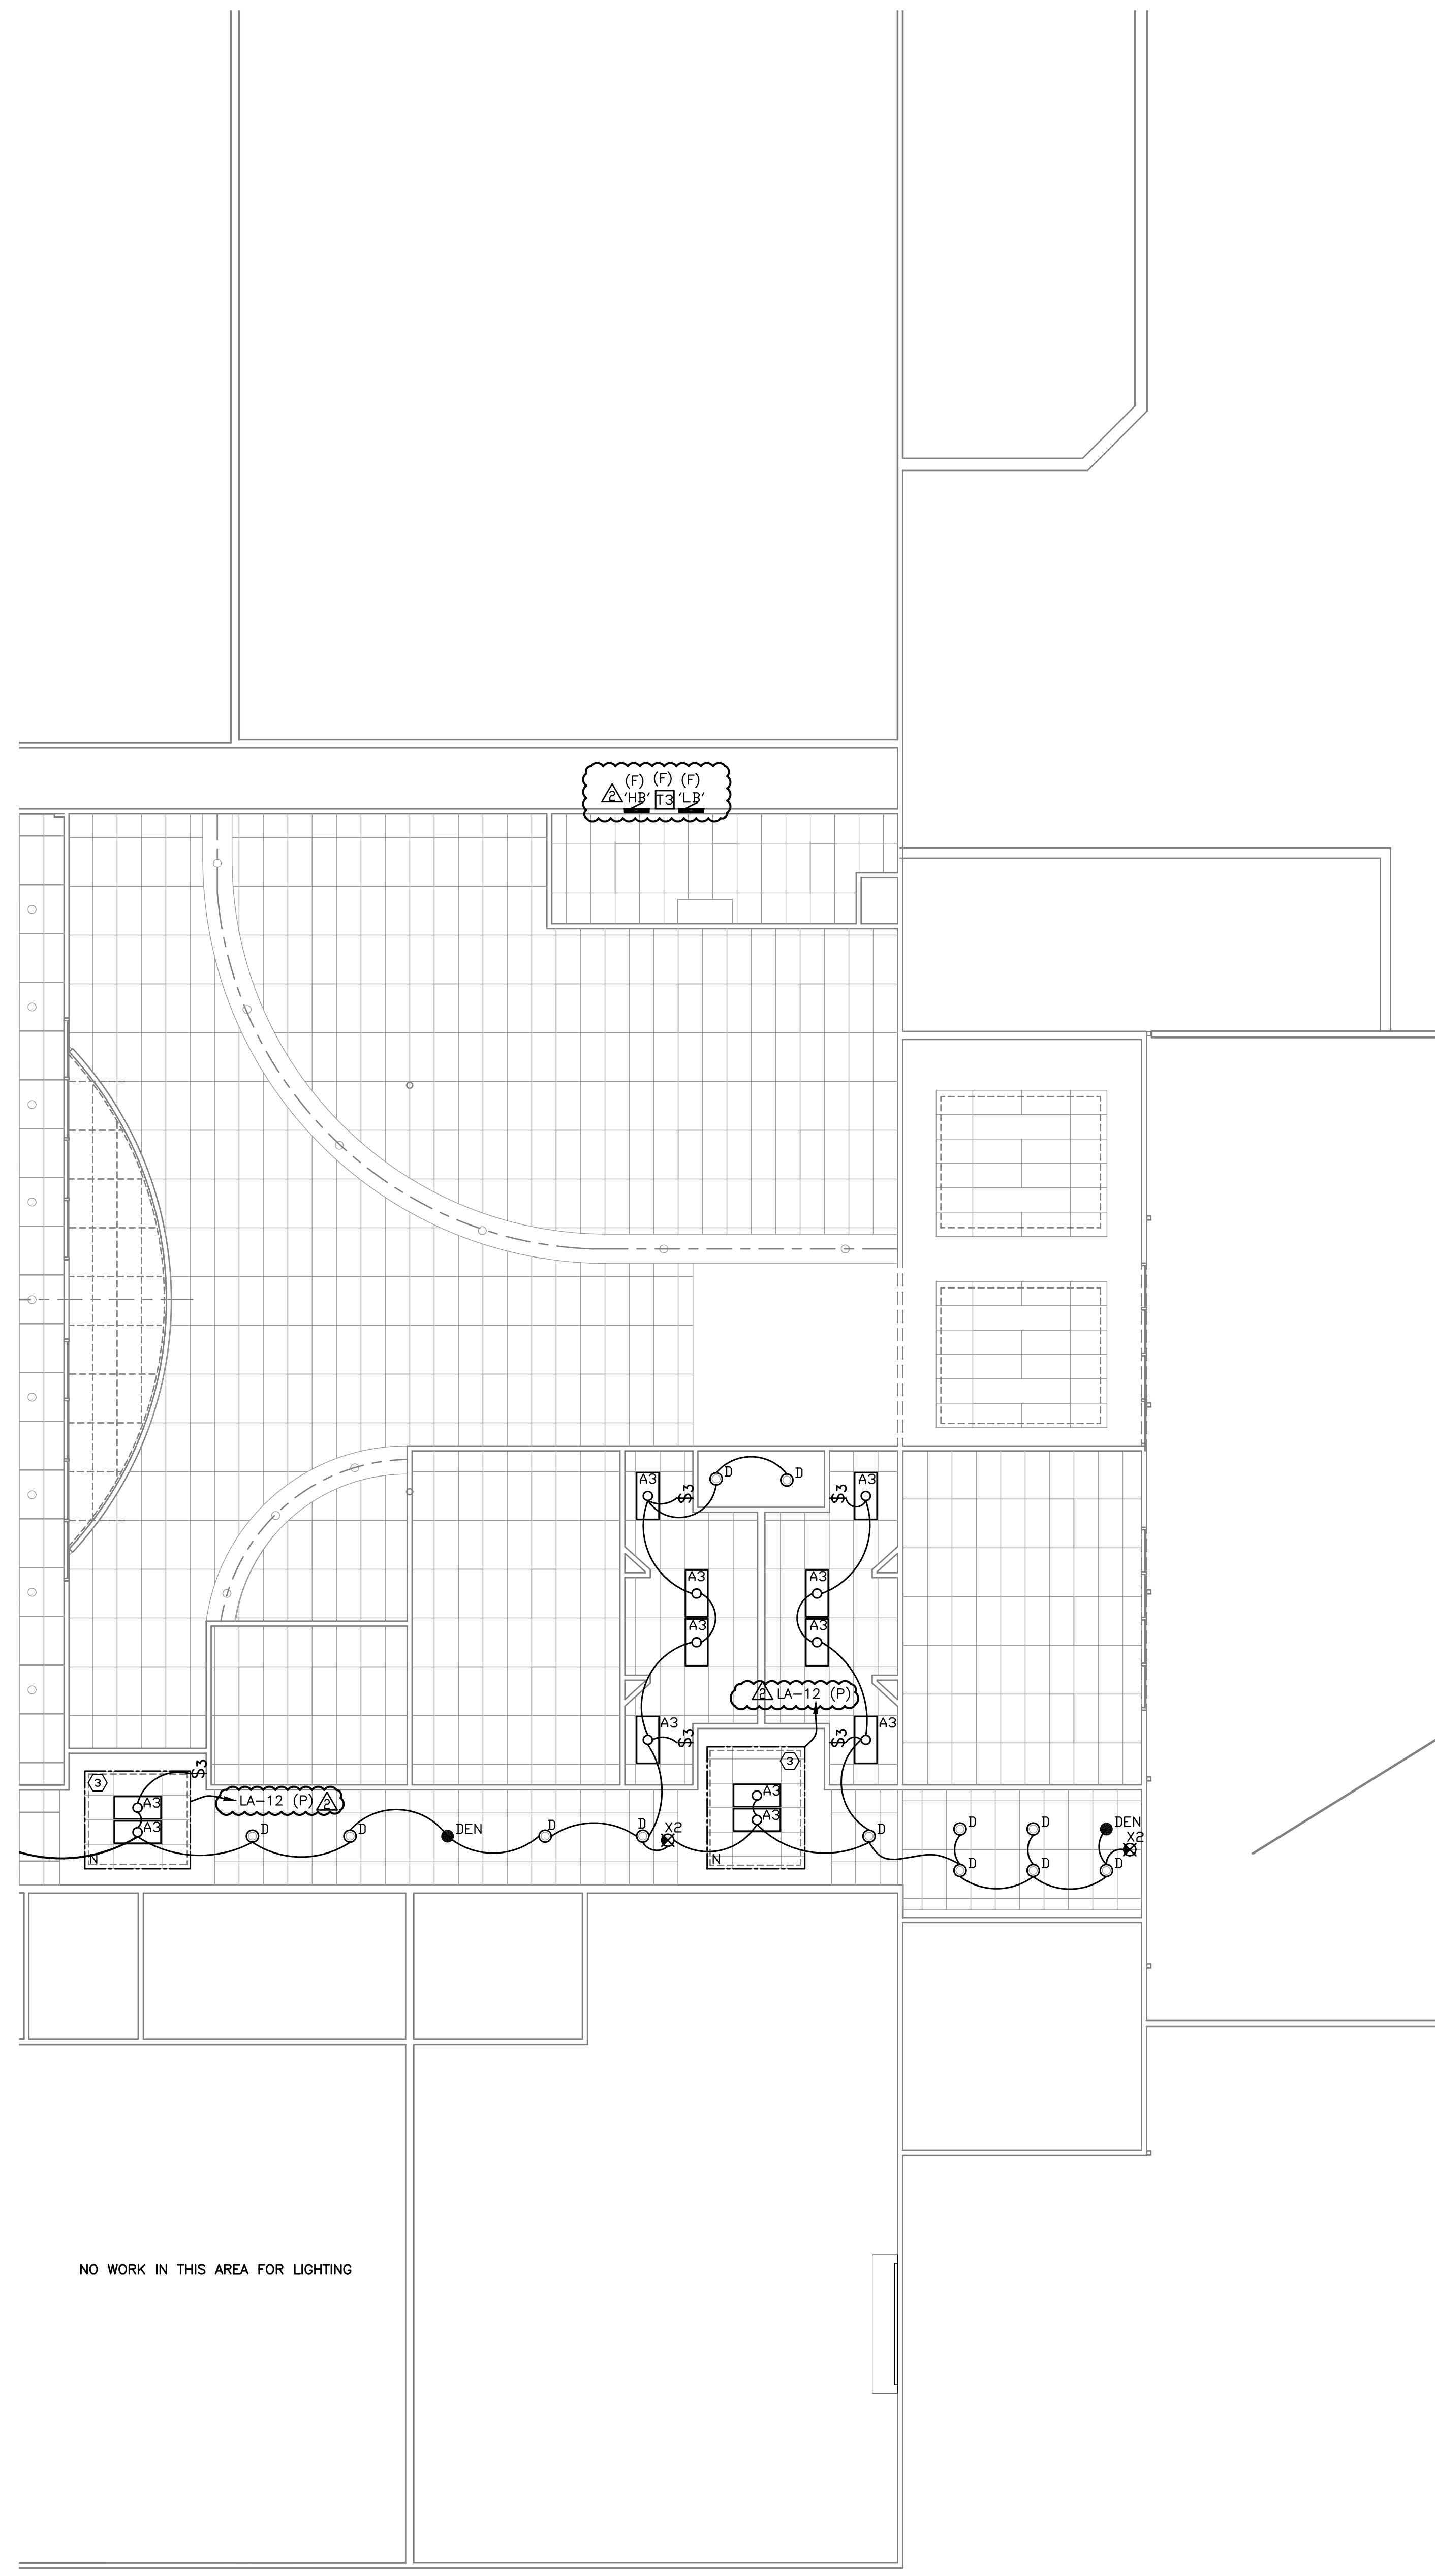 (F) (F) (F)
2 'HB' T3 'LB'
A3 D D A3
$3 $3
A3 A3
A3 A3
2 LA-12 (P)
A3 A3
$3 $3
3 $3 3
A3 LA-12 (P) 2 A3
A3 A3
D D DEN D D X2 D D D DEN
X2
D D D
N N
NO WORK IN THIS AREA FOR LIGHTING